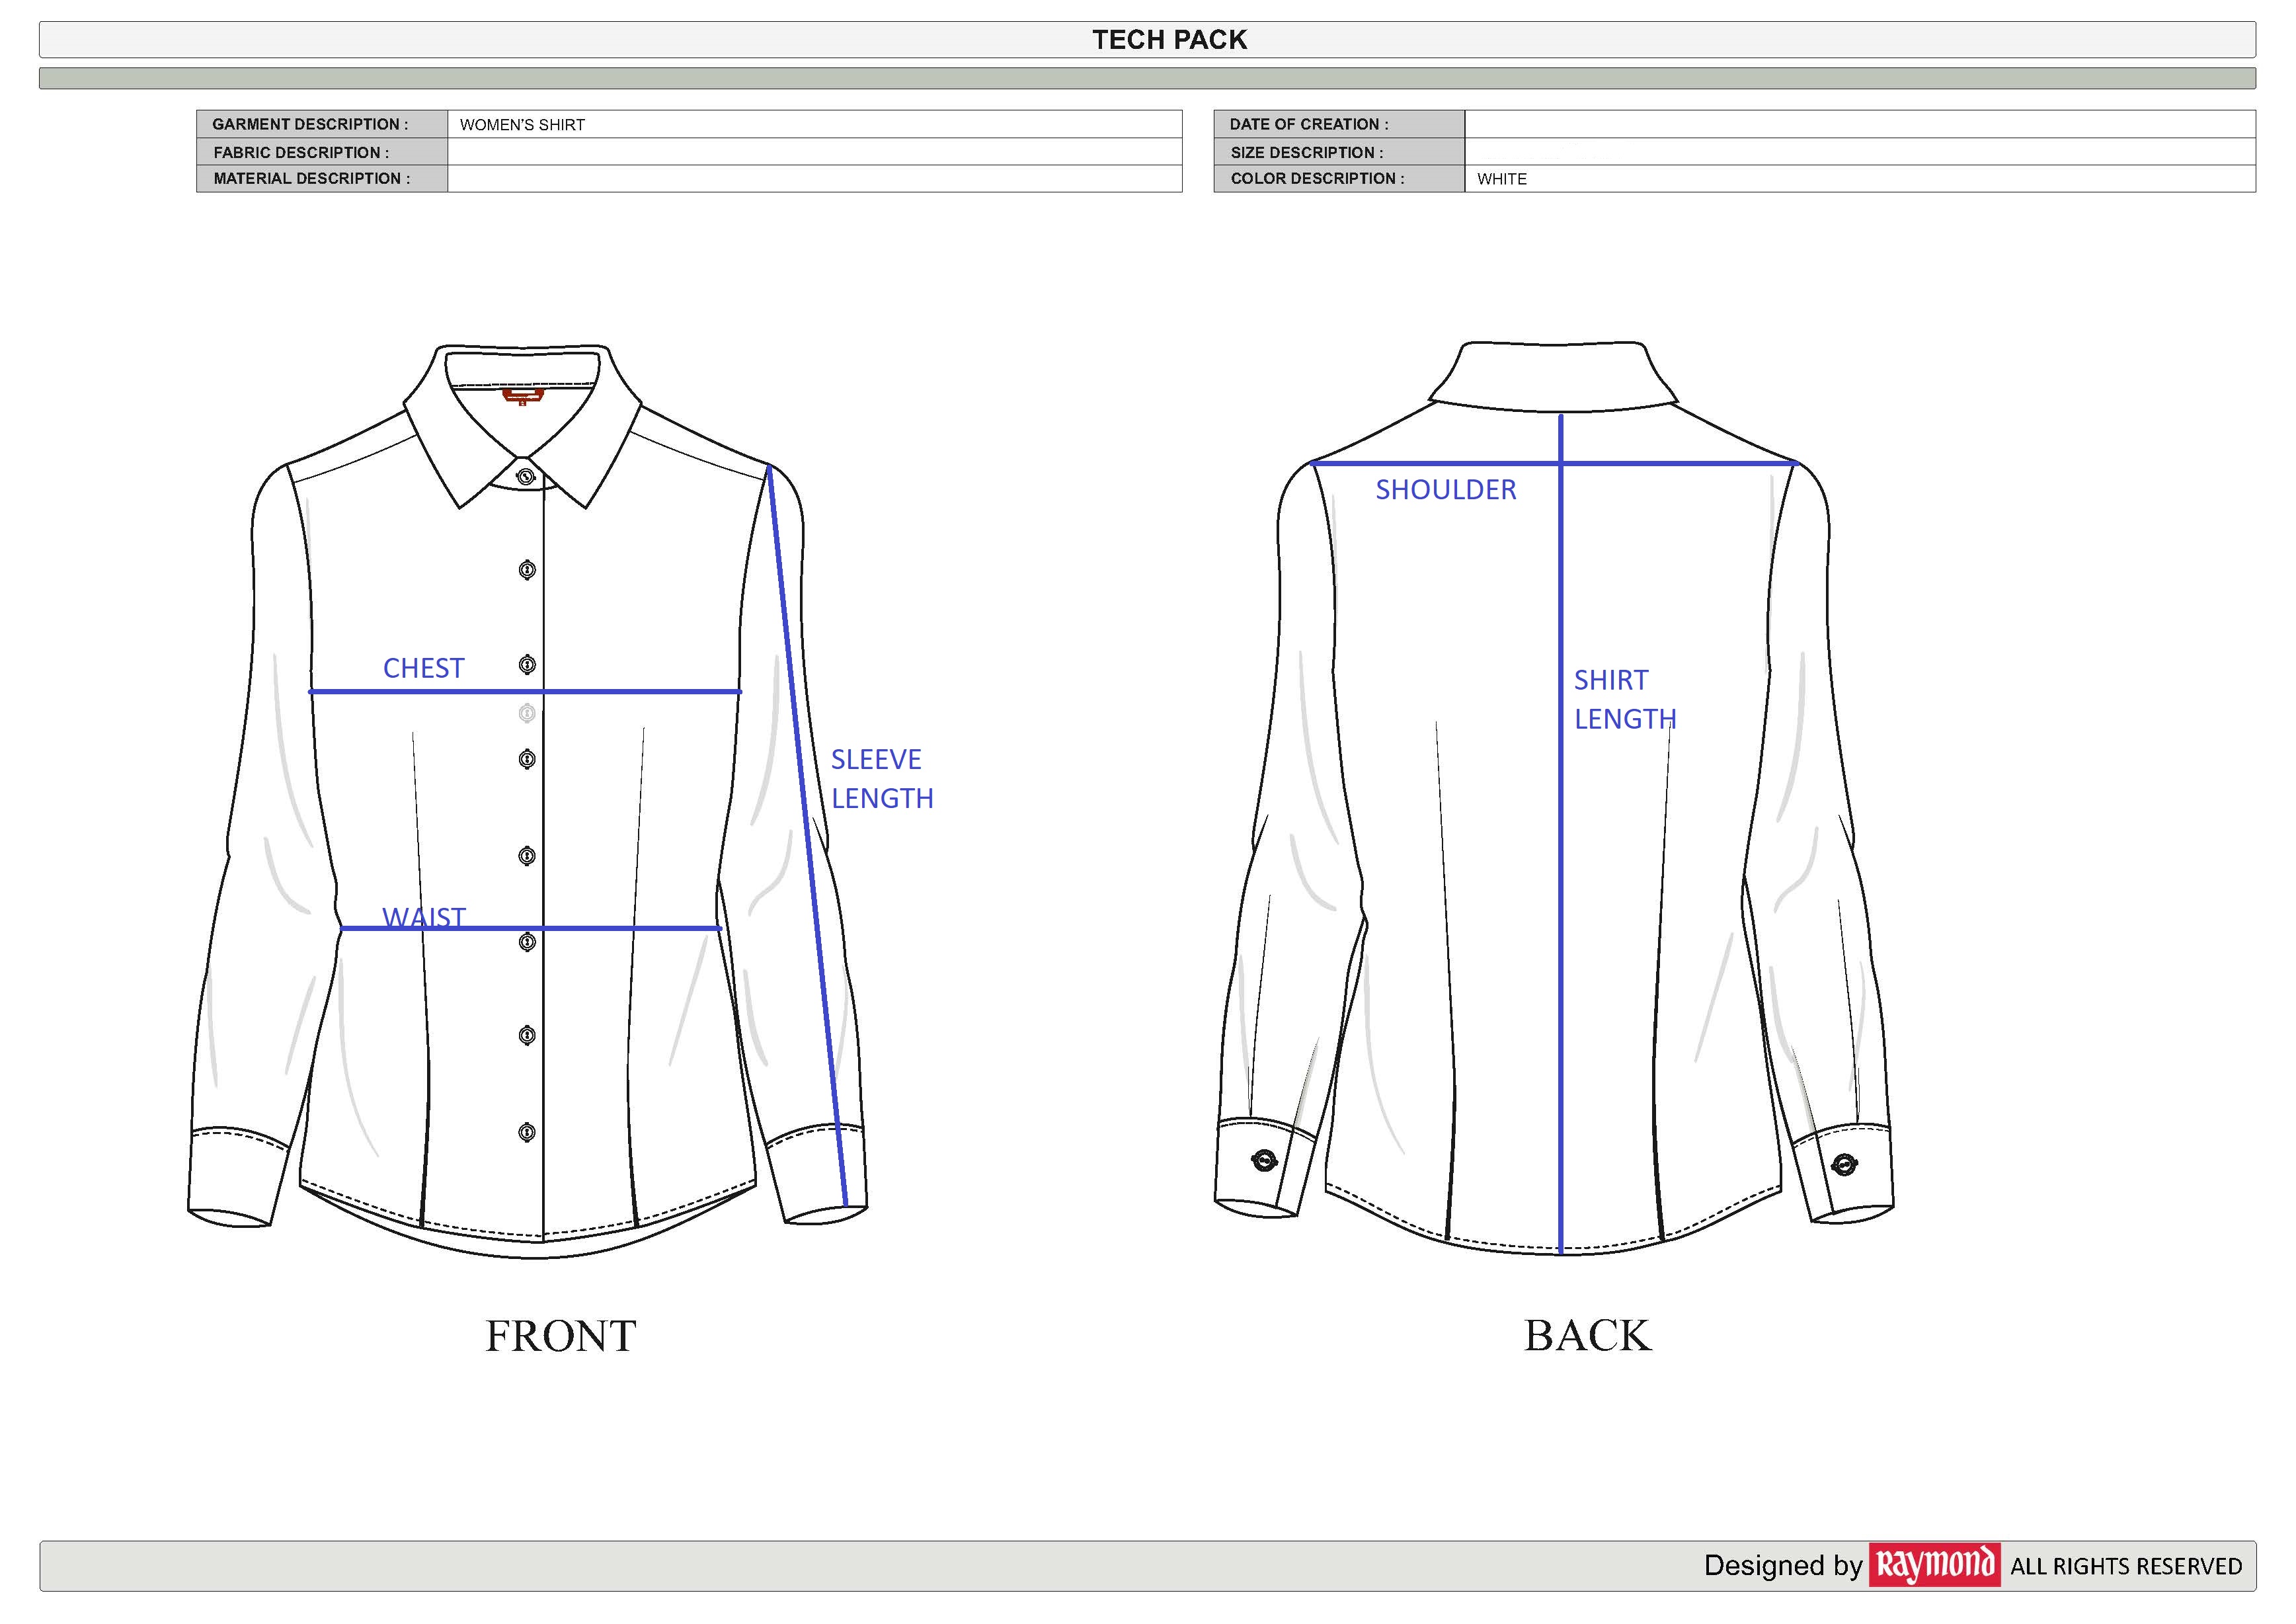 TECH PACK
GARMENT DESCRIPTION : WOMEN'S SHIRT
FABRIC DESCRIPTION :
MATERIAL DESCRIPTION :
DATE OF CREATION :
SIZE DESCRIPTION :
COLOR DESCRIPTION : WHITE
CHEST
WAIST
SLEEVE
LENGTH
FRONT
SHOULDER
SHIRT
LENGTH
BACK
Designed by Raymond ALL RIGHTS RESERVED